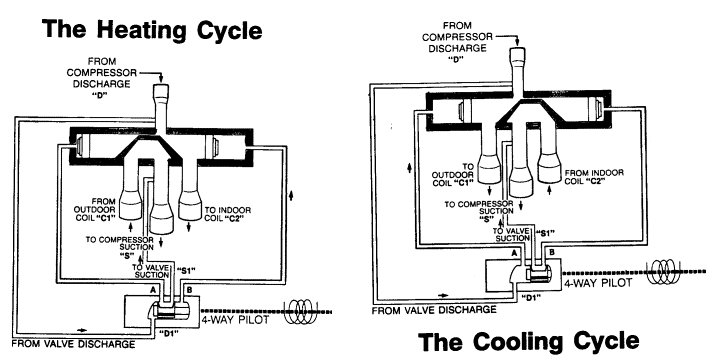 The Heating Cycle
FROM
COMPRESSOR
DISCHARGE
"D"
FROM
OUTDOOR
COIL "C1"
TO INDOOR
COIL "C2"
TO COMPRESSOR
SUCTION
"S"
TO VALVE
SUCTION
"S1"
A
B
4-WAY PILOT
"D1"
FROM VALVE DISCHARGE
FROM
COMPRESSOR
DISCHARGE
"D"
TO
OUTDOOR
COIL "C1"
FROM INDOOR
COIL "C2"
TO COMPRESSOR
SUCTION
"S"
TO VALVE
SUCTION
"S1"
A
B
4-WAY PILOT
"D1"
FROM VALVE DISCHARGE
The Cooling Cycle